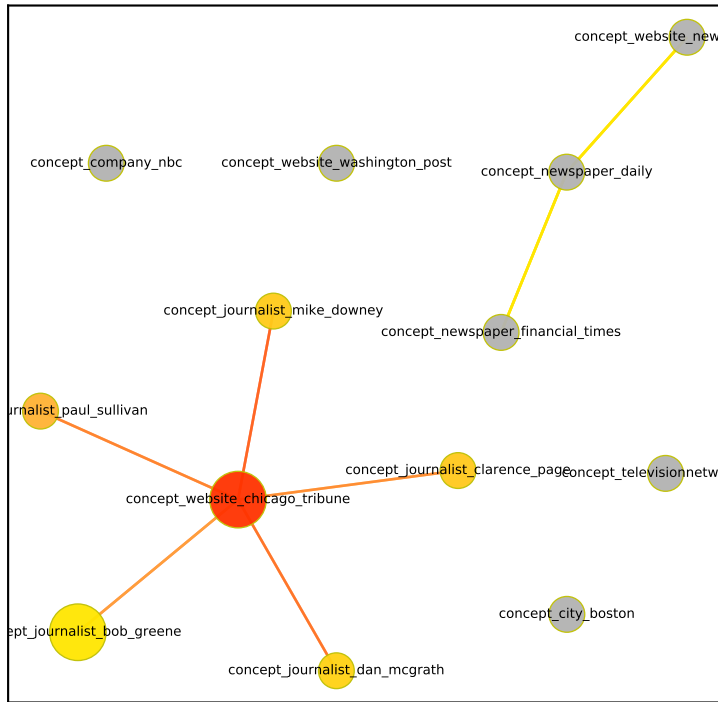 concept_website_new
concept_company_nbc
concept_website_washington_post
concept_newspaper_daily
concept_journalist_mike_downey
concept_newspaper_financial_times
urnalist_paul_sullivan
concept_journalist_clarence_page
concept_televisionnetw
concept_website_chicago_tribune
concept_city_boston
ept_journalist_bob_greene
concept_journalist_dan_mcgrath